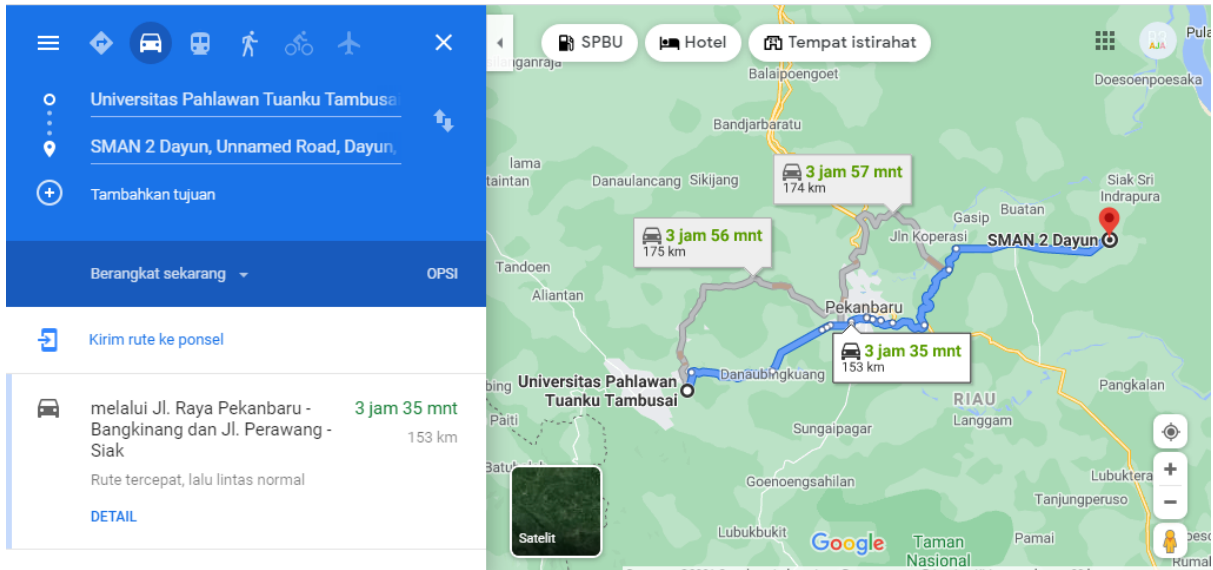 Universitas Pahlawan Tuanku Tambusai
SMAN 2 Dayun, Unnamed Road, Dayun,
Tambahkan tujuan
Berangkat sekarang
OPSI
Kirim rute ke ponsel
melalui Jl. Raya Pekanbaru -
Bangkinang dan Jl. Perawang -
Siak
3 jam 35 mnt
153 km
Rute tercepat, lalu lintas normal
DETAIL
SPBU
Hotel
Tempat istirahat
Balaipoengoet
Doesoenpoesaka
Bandjarbaratu
lama
taintan
Danaulancang
Sikijang
3 jam 57 mnt
174 km
Siak Sri
Indrapura
Buatan
Gasip
Jln Koperasi
SMAN 2 Dayun
3 jam 56 mnt
175 km
Tandoen
Aliantan
Pekanbaru
3 jam 35 mnt
153 km
Danaubingkuang
Universitas Pahlawan
Tuanku Tambusai
bing
Paiti
RIAU
Langgam
Pangkalan
Sungaipagar
Goenoengsahilan
Lubuktera
Tanjungperuso
Lubukbukit
Google
Taman
Nasional
Pamai
Satelit